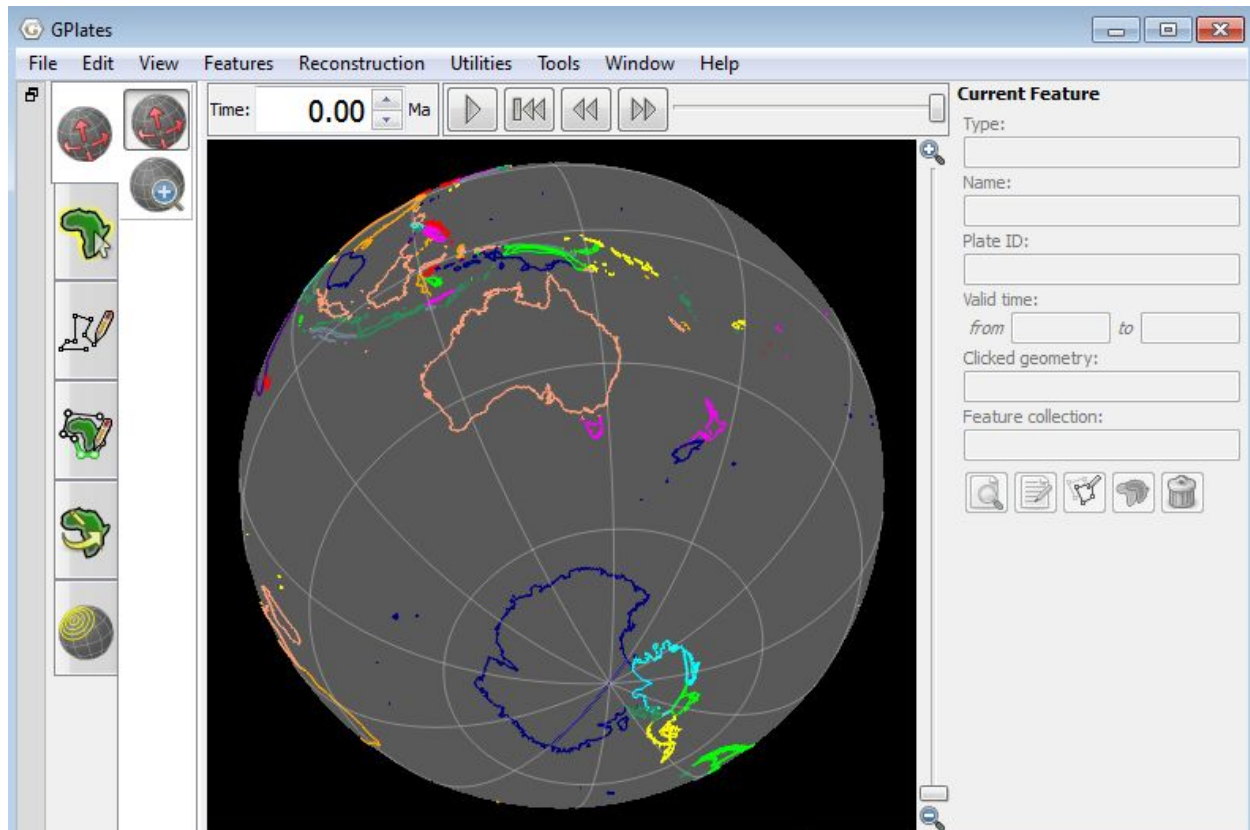 GPlates
File Edit View Features Reconstruction Utilities Tools Window Help
Time: 0.00 Ma
Current Feature
Type:
Name:
Plate ID:
Valid time:
from to
Clicked geometry:
Feature collection: